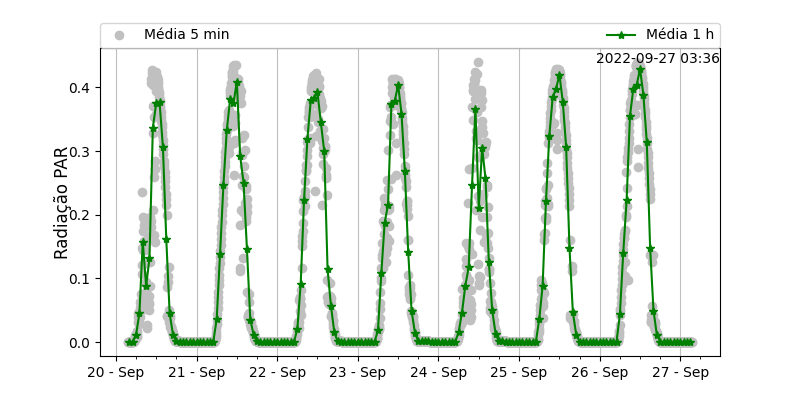 Média 5 min
Média 1 h
2022-09-27 03:36
Radiação PAR
0.4
0.3
0.2
0.1
0.0
20 - Sep
21 - Sep
22 - Sep
23 - Sep
24 - Sep
25 - Sep
26 - Sep
27 - Sep